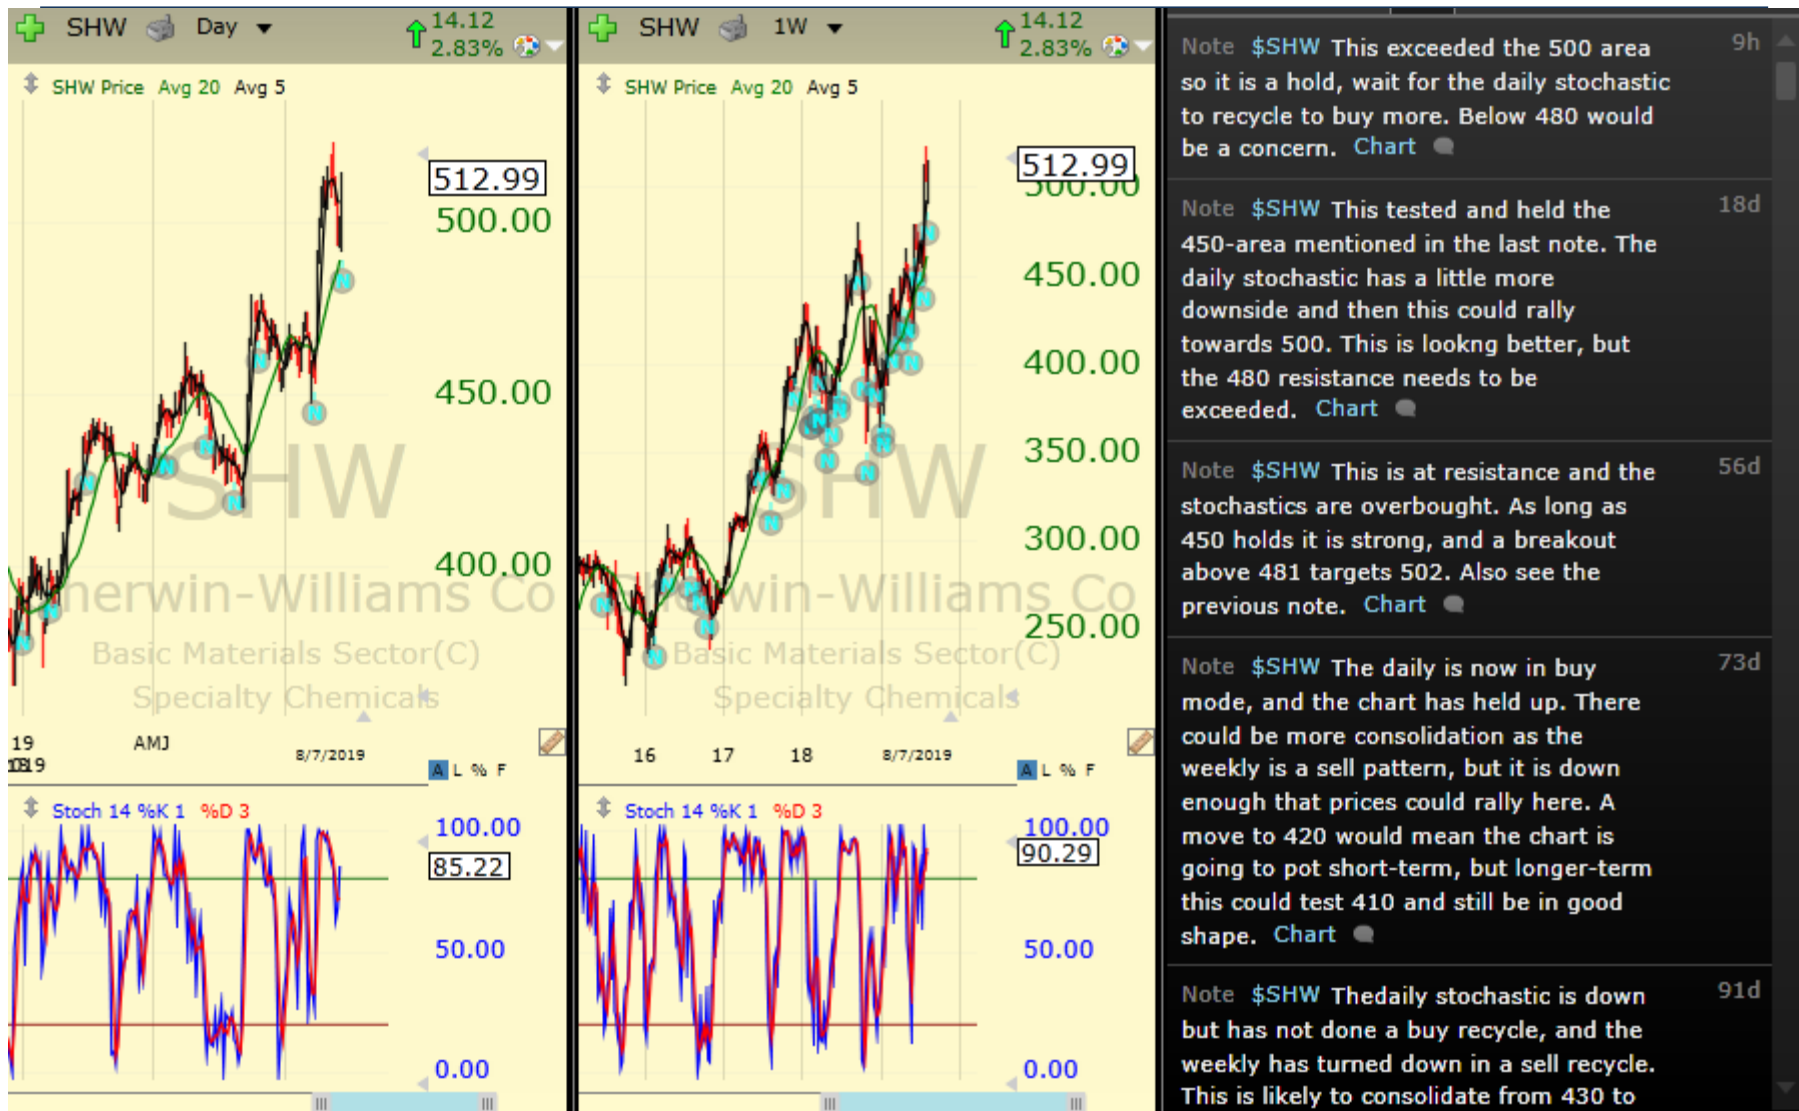 SHW Day 14.12
2.83%
SHW Price Avg 20 Avg 5
512.99
500.00
450.00
400.00
SHW
herwin-Williams Co
Basic Materials Sector(C)
Specialty Chemicals
19 AMJ 8/7/2019
A L % F
Stoch 14 %K 1 %D 3
100.00
85.22
50.00
0.00
SHW 1W 14.12
2.83%
SHW Price Avg 20 Avg 5
512.99
500.00
450.00
400.00
350.00
300.00
250.00
SHW
Basic Materials Sector(C)
Specialty Chemicals
16 17 18 8/7/2019
A L % F
Stoch 14 %K 1 %D 3
100.00
90.29
50.00
0.00
Note $SHW This exceeded the 500 area 9h
so it is a hold, wait for the daily stochastic
to recycle to buy more. Below 480 would
be a concern. Chart
Note $SHW This tested and held the 18d
450-area mentioned in the last note. The
daily stochastic has a little more
downside and then this could rally
towards 500. This is lookng better, but
the 480 resistance needs to be
exceeded. Chart
Note $SHW This is at resistance and the 56d
stochastics are overbought. As long as
450 holds it is strong, and a breakout
above 481 targets 502. Also see the
previous note. Chart
Note $SHW The daily is now in buy 73d
mode, and the chart has held up. There
could be more consolidation as the
weekly is a sell pattern, but it is down
enough that prices could rally here. A
move to 420 would mean the chart is
going to pot short-term, but longer-term
this could test 410 and still be in good
shape. Chart
Note $SHW Thedaily stochastic is down 91d
but has not done a buy recycle, and the
weekly has turned down in a sell recycle.
This is likely to consolidate from 430 to